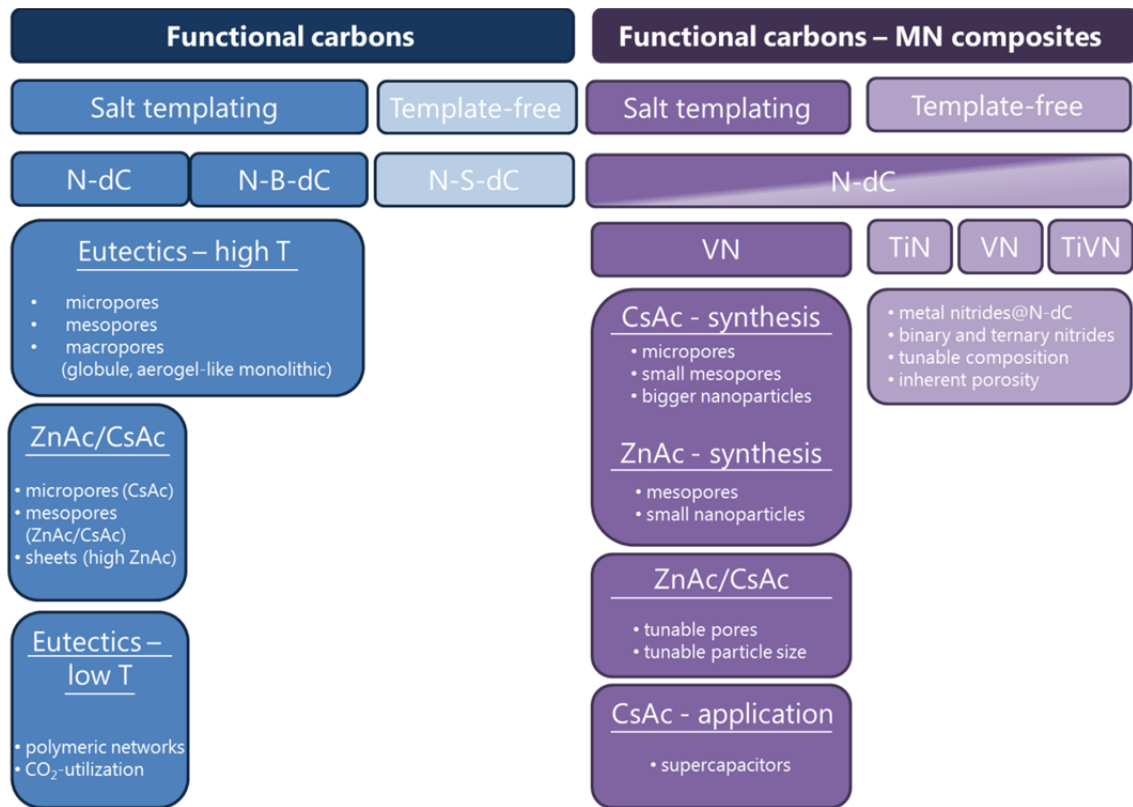 Functional carbons
Salt templating
Template-free
N-dC
N-B-dC
N-S-dC
Eutectics – high T
• micropores
• mesopores
• macropores
(globule, aerogel-like monolithic)
ZnAc/CsAc
• micropores (CsAc)
• mesopores
(ZnAc/CsAc)
• sheets (high ZnAc)
Eutectics –
low T
• polymeric networks
• CO₂-utilization
Functional carbons – MN composites
Salt templating
Template-free
N-dC
VN
TiN
VN
TiVN
CsAc - synthesis
• micropores
• small mesopores
• bigger nanoparticles
ZnAc - synthesis
• mesopores
• small nanoparticles
ZnAc/CsAc
• tunable pores
• tunable particle size
CsAc - application
• supercapacitors
• metal nitrides@N-dC
• binary and ternary nitrides
• tunable composition
• inherent porosity